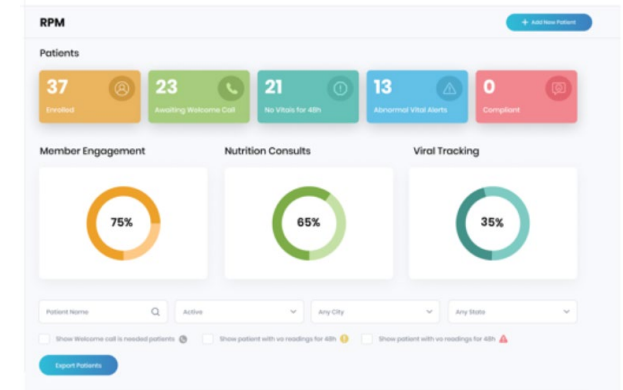 RPM
+ Add New Patient
Patients
37
Enrolled
23
Awaiting Welcome Call
21
No Vitals for 48h
13
Abnormal Vital Alerts
0
Compliant
Member Engagement
Nutrition Consults
Viral Tracking
75%
65%
35%
Patient Name
Active
Any City
Any State
Show Welcome call is needed patients
Show patient with vs readings for 48h
Show patient with vs readings for 48h
Export Patients